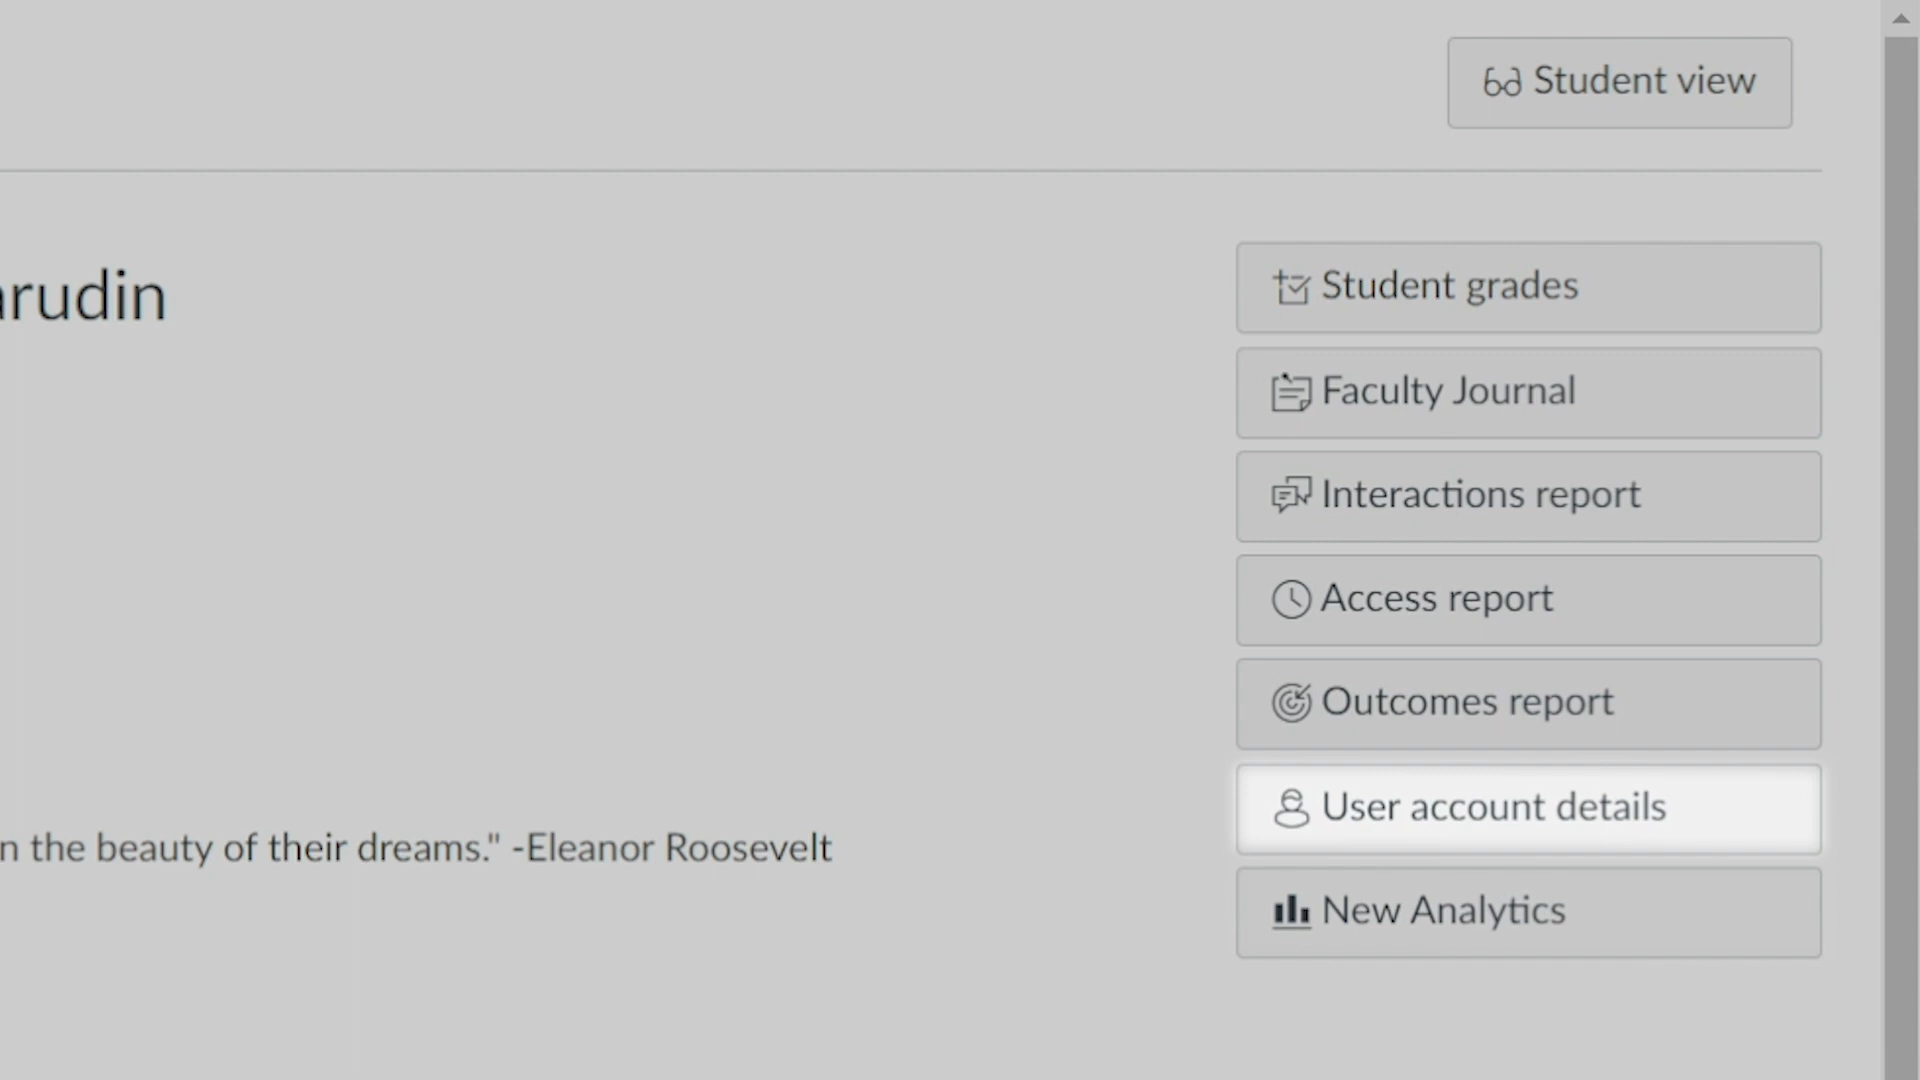 Student view
Student grades
Faculty Journal
Interactions report
Access report
Outcomes report
User account details
the beauty of their dreams." -Eleanor Roosevelt
New Analytics